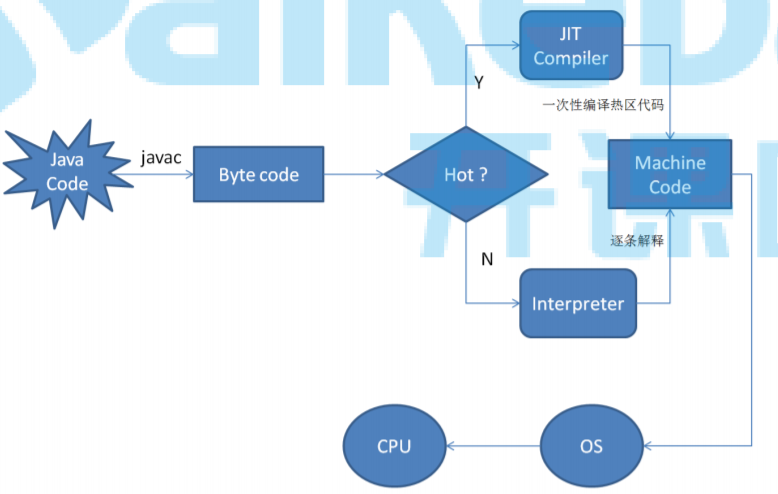 JIT
Compiler
Y
一次性编译热区代码
Java
Code
javac
Byte code
Hot ?
Machine
Code
逐条解释
N
Interpreter
CPU
OS